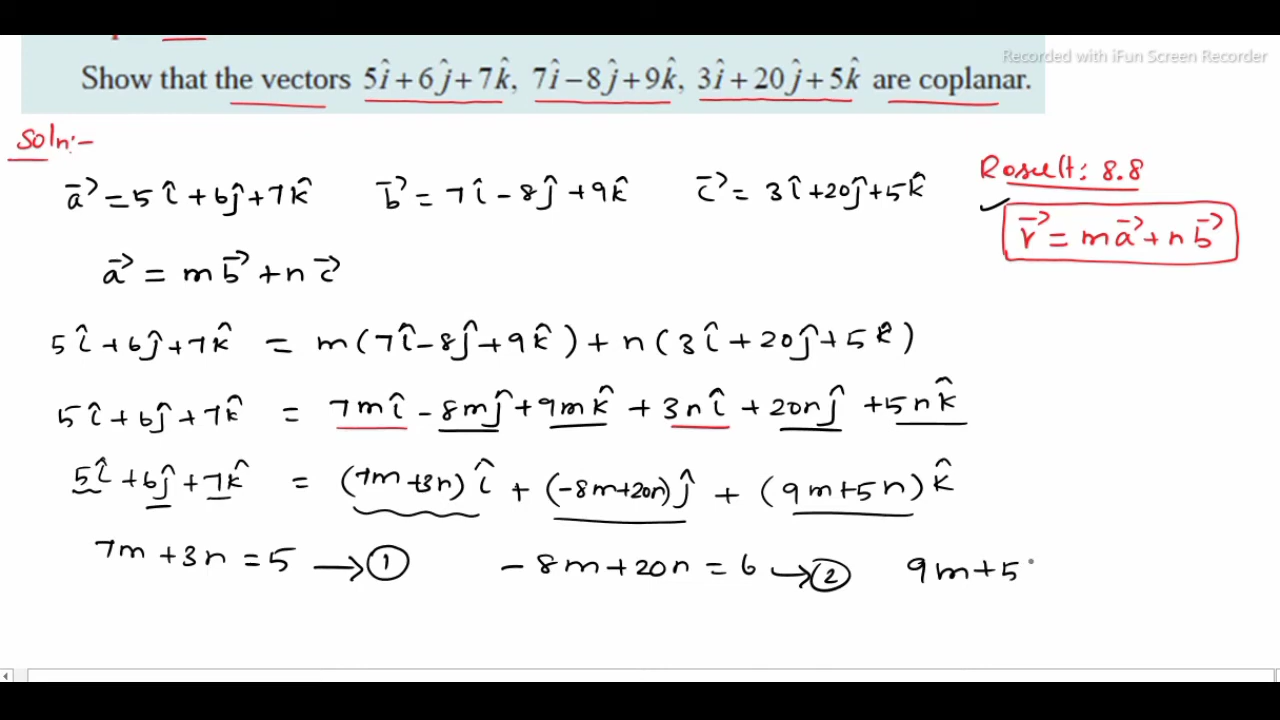 Recorded with iFun Screen Recorder
Show that the vectors 5î + 6ĵ + 7k̂, 7î − 8ĵ + 9k̂, 3î + 20ĵ + 5k̂ are coplanar.
Soln:-
a⃗ = 5î + 6ĵ + 7k̂ b⃗ = 7î - 8ĵ + 9k̂ c⃗ = 3î + 20ĵ + 5k̂
Result: 8.8
r⃗ = ma⃗ + nb⃗
a⃗ = mb⃗ + nc⃗
5î + 6ĵ + 7k̂ = m(7î - 8ĵ + 9k̂) + n(3î + 20ĵ + 5k̂)
5î + 6ĵ + 7k̂ = 7mî - 8mĵ + 9mk̂ + 3nî + 20nĵ + 5nk̂
5î + 6ĵ + 7k̂ = (7m + 3n)î + (-8m + 20n)ĵ + (9m + 5n)k̂
7m + 3n = 5 → ① - 8m + 20n = 6 → ② 9m + 5